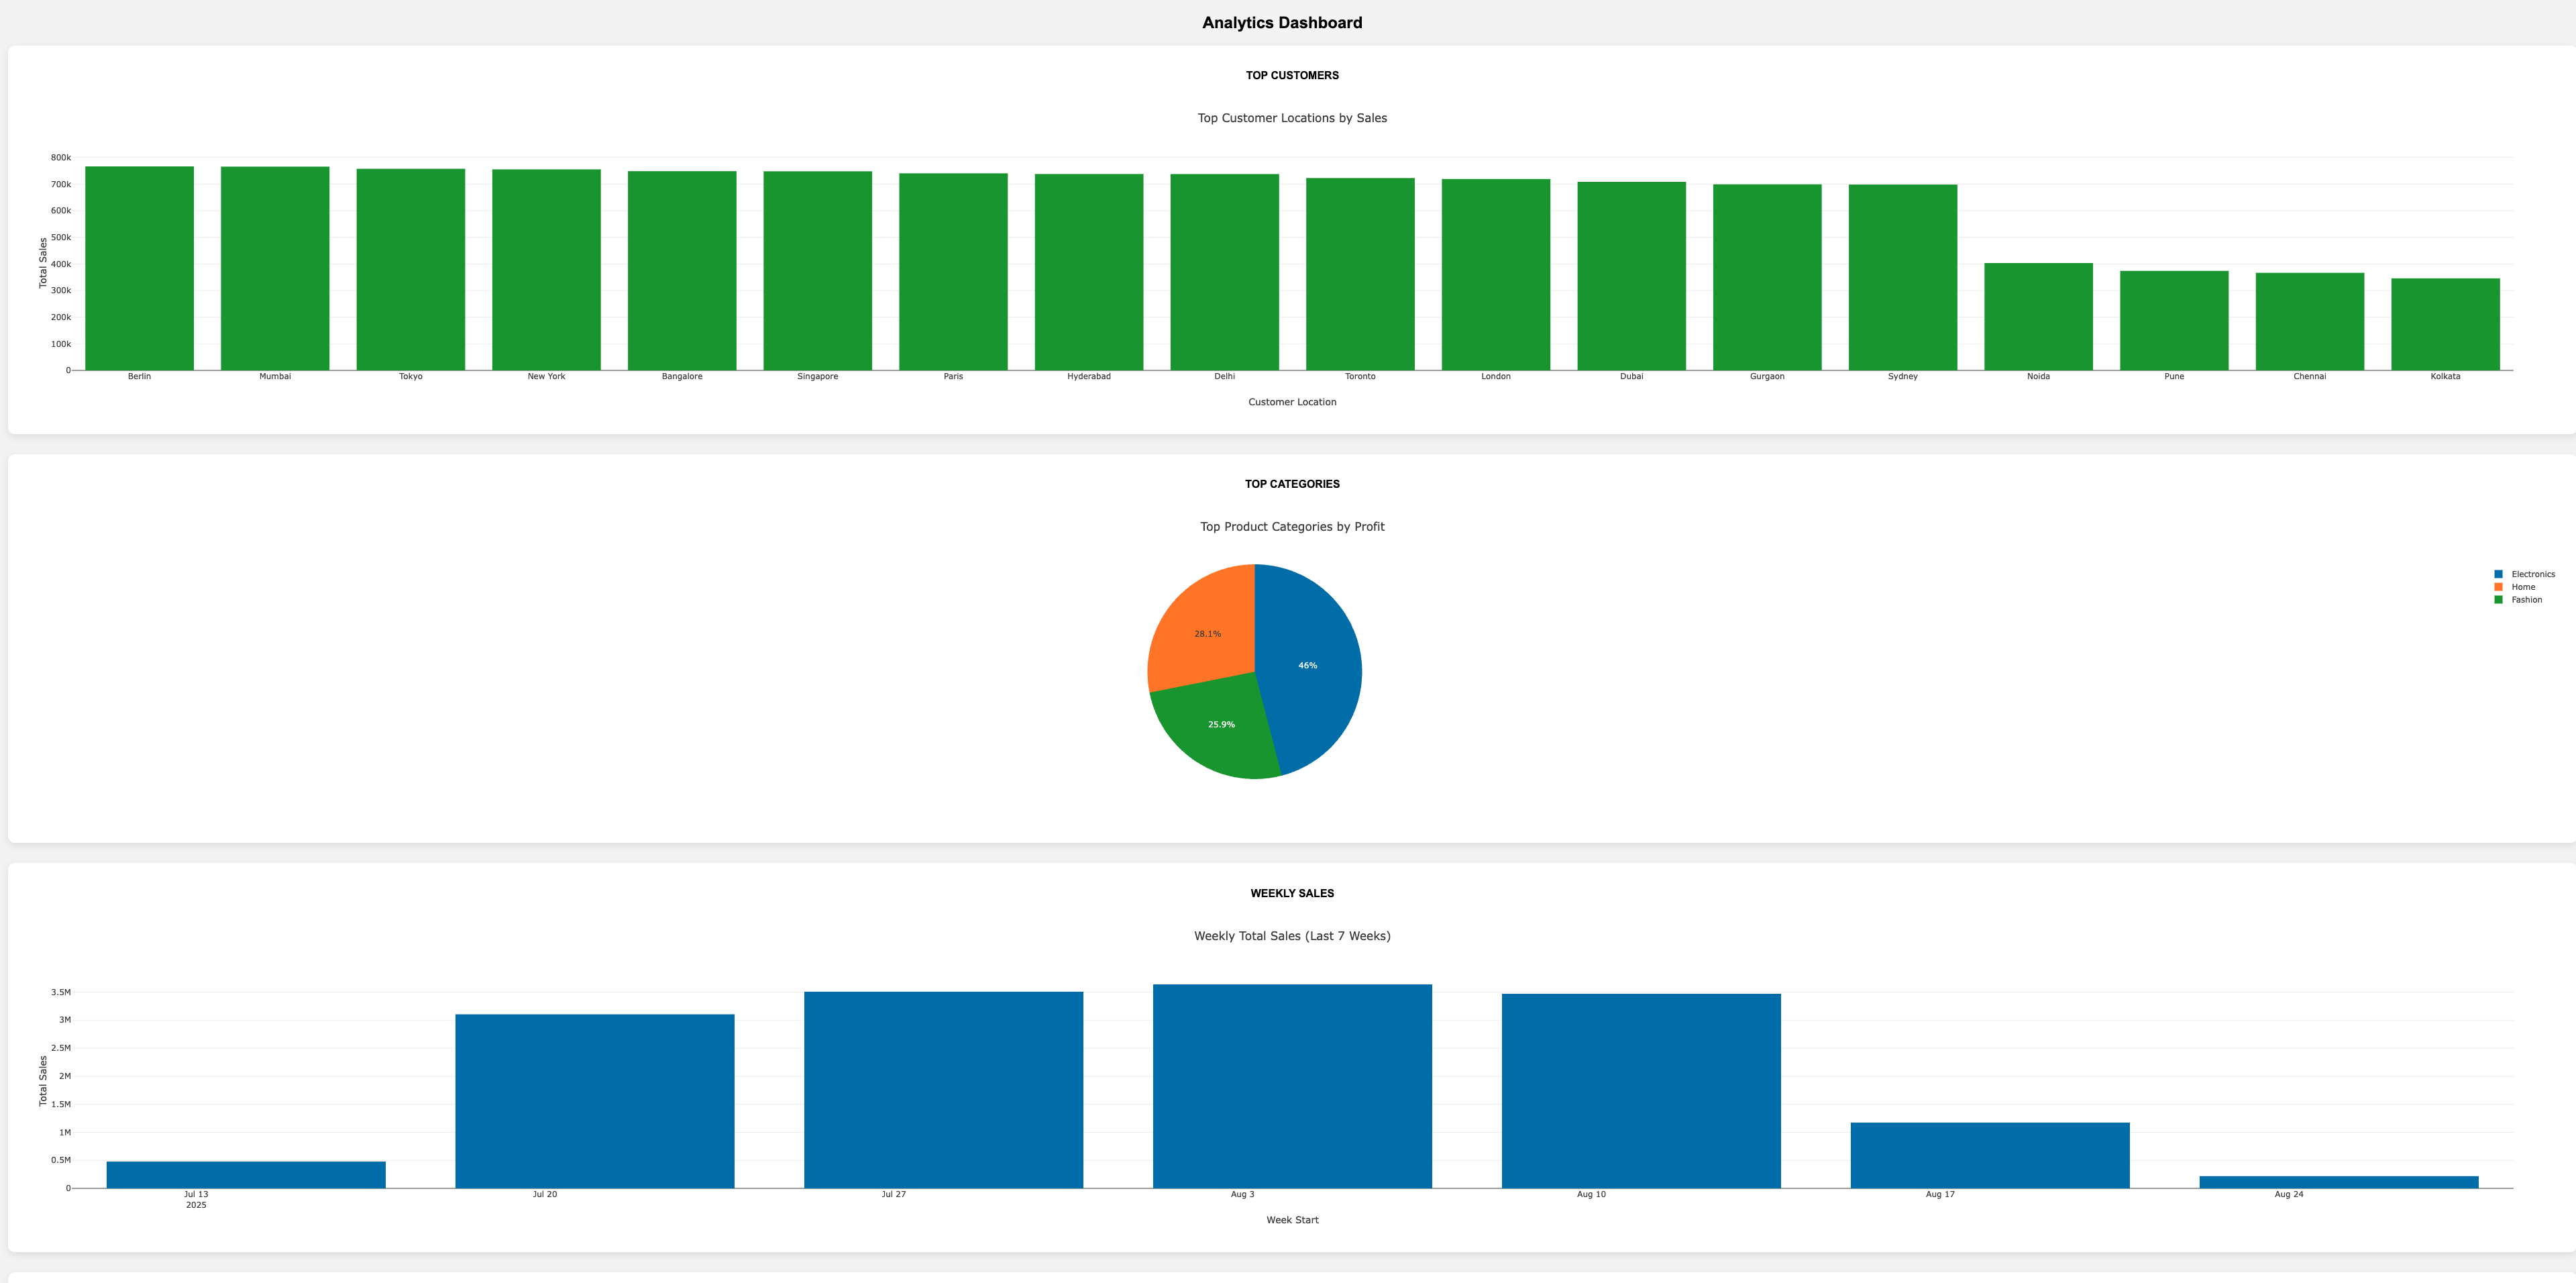 Analytics Dashboard
TOP CUSTOMERS
Top Customer Locations by Sales
800k
700k
600k
500k
400k
300k
200k
100k
0
Total Sales
Berlin Mumbai Tokyo New York Bangalore Singapore Paris Hyderabad Delhi Toronto London Dubai Gurgaon Sydney Noida Pune Chennai Kolkata
Customer Location
TOP CATEGORIES
Top Product Categories by Profit
Electronics
Home
Fashion
28.1%
46%
25.9%
WEEKLY SALES
Weekly Total Sales (Last 7 Weeks)
3.5M
3M
2.5M
2M
1.5M
1M
0.5M
0
Total Sales
Jul 13 Jul 20 Jul 27 Aug 3 Aug 10 Aug 17 Aug 24
2025
Week Start